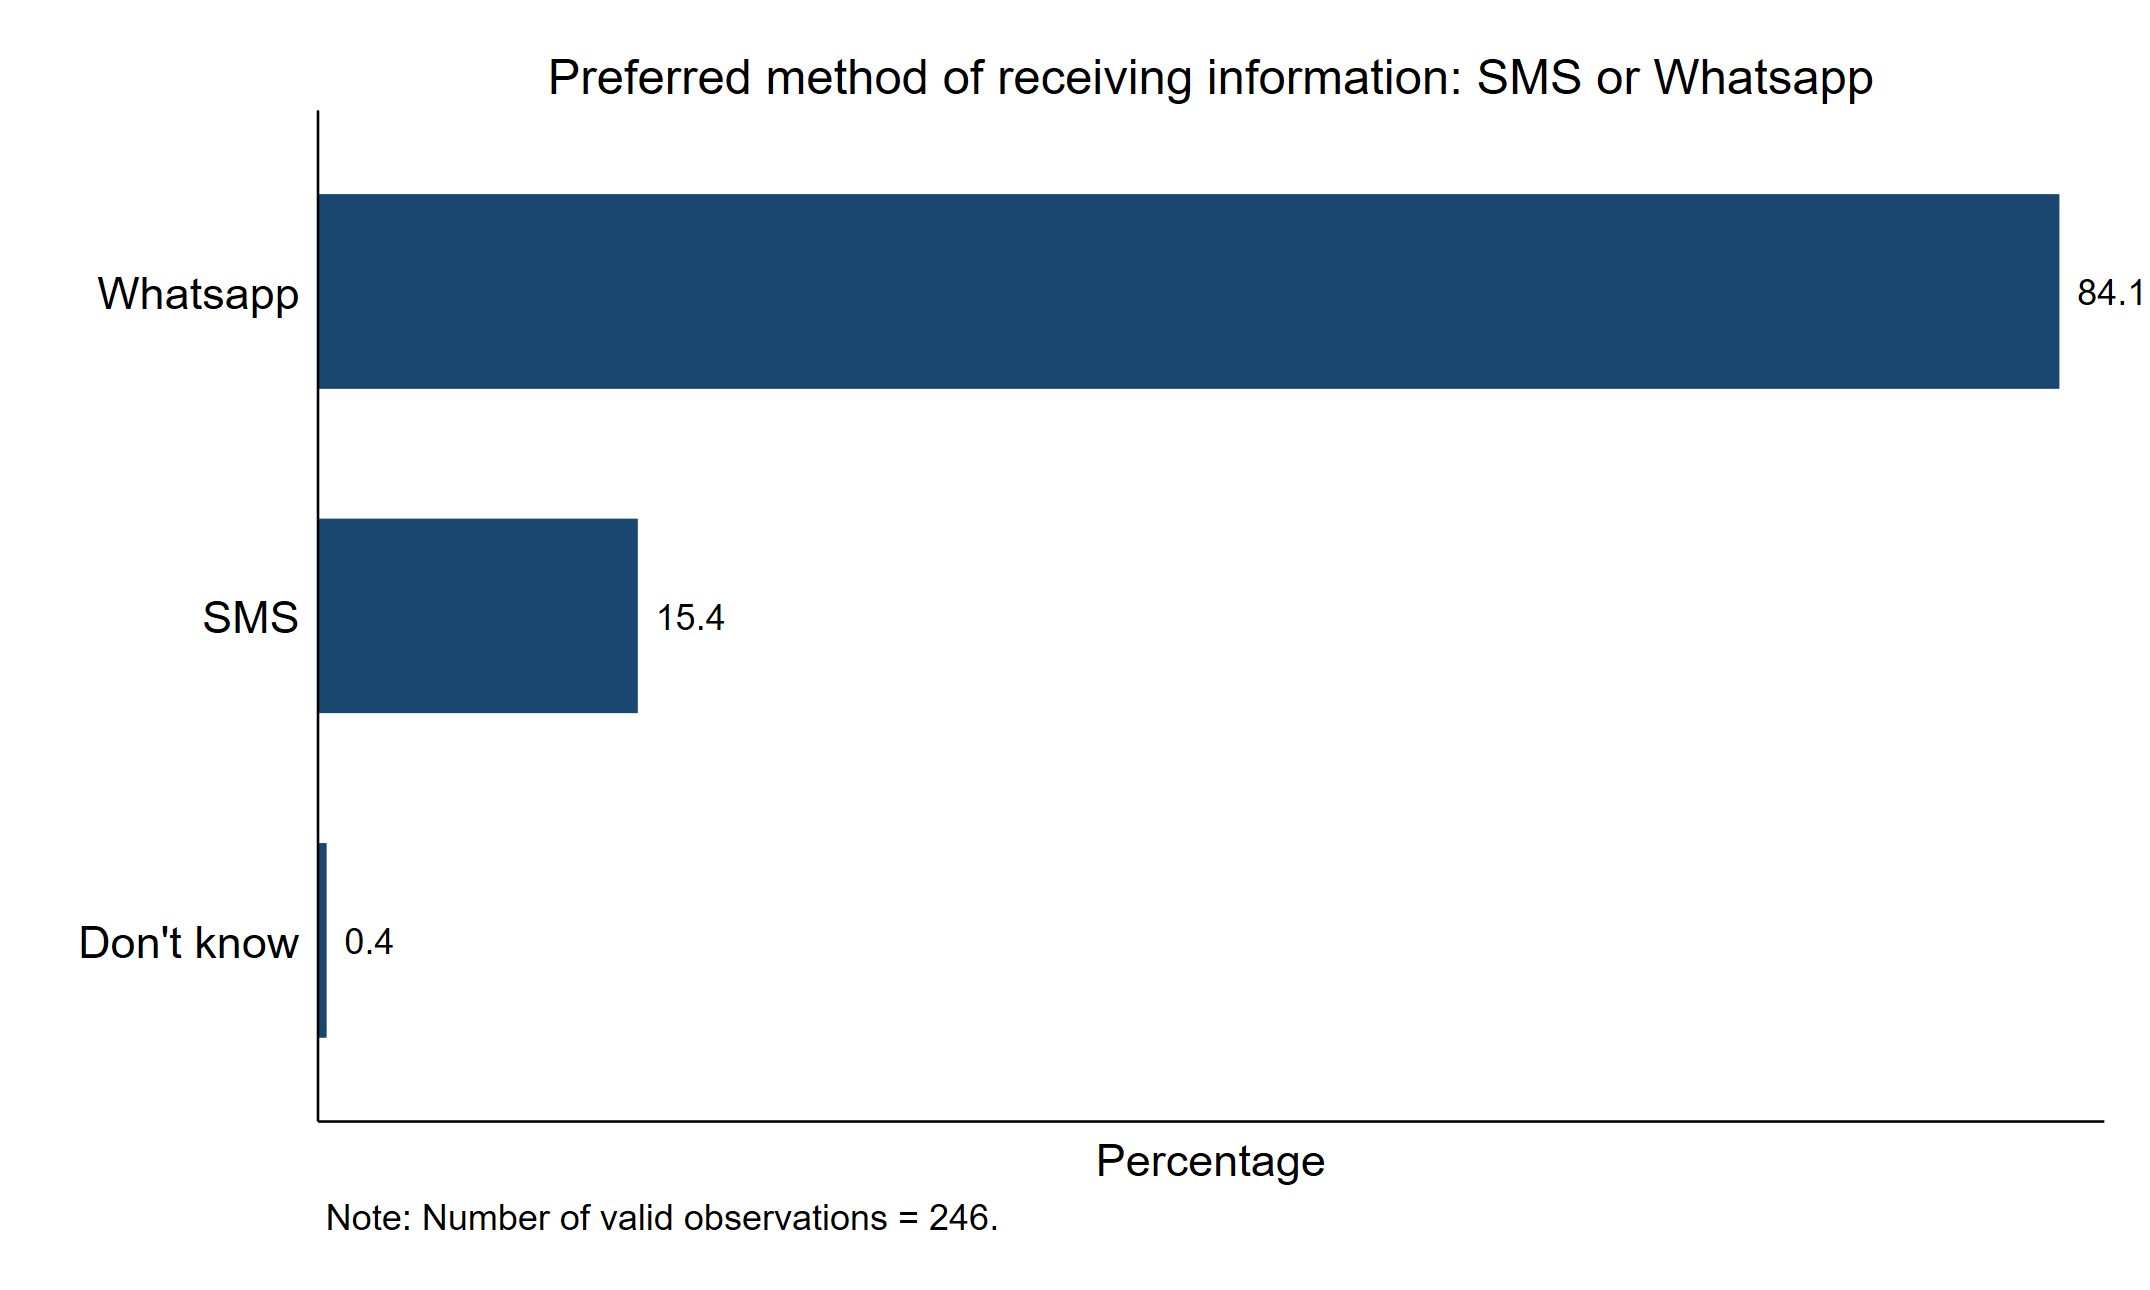 Preferred method of receiving information: SMS or Whatsapp
Whatsapp
84.1
SMS
15.4
Don't know
0.4
Percentage
Note: Number of valid observations = 246.